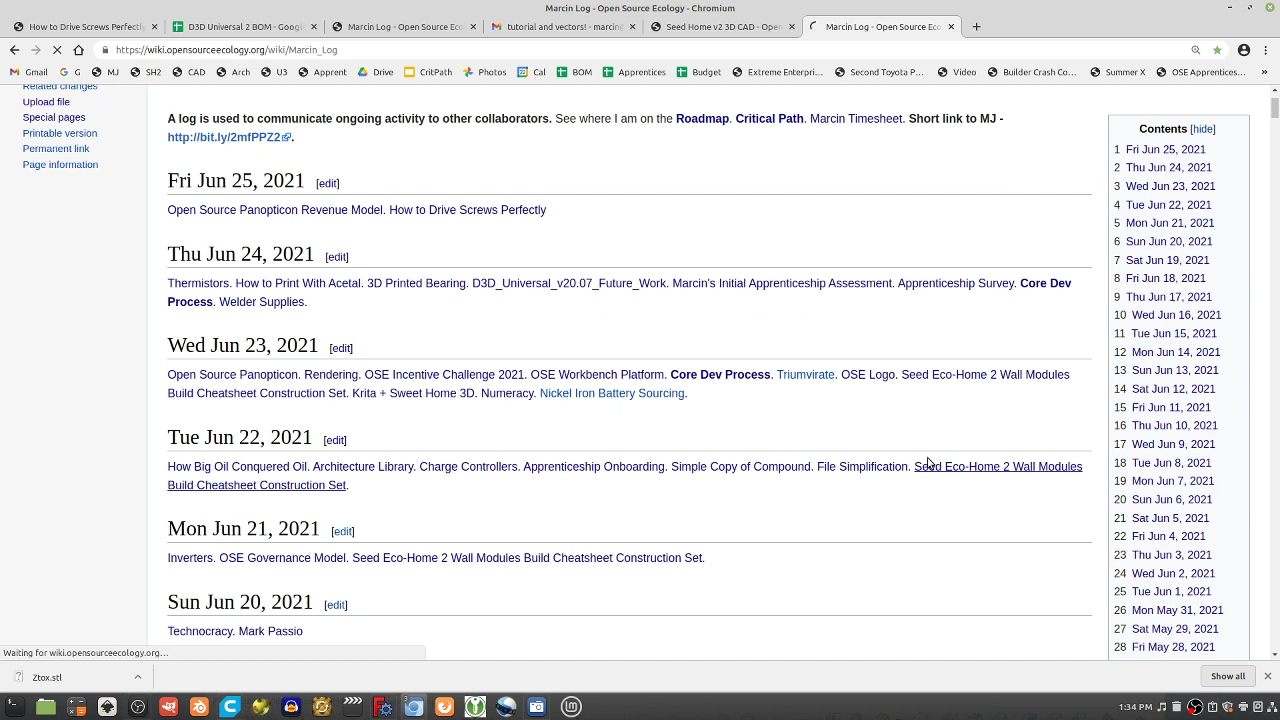 Marcin Log - Open Source Ecology - Chromium
How to Drive Screws Perfectly
D3D Universal 2 BOM - Google
Marcin Log - Open Source Eco
tutorial and vectors! - marcin
Seed Home v2 3D CAD - Open
Marcin Log - Open Source Ec
https://wiki.opensourceecology.org/wiki/Marcin_Log
Gmail G MJ SH2 CAD Arch U3 Apprent Drive CritPath Photos Cal BOM Apprentices Budget Extreme Enterpri... Second Toyota P... Video Builder Crash Co... Summer X OSE Apprentices...
Related changes
Upload file
Special pages
Printable version
Permanent link
Page information
A log is used to communicate ongoing activity to other collaborators. See where I am on the Roadmap. Critical Path. Marcin Timesheet. Short link to MJ -
http://bit.ly/2mfPPZ2.
Fri Jun 25, 2021 [edit]
Open Source Panopticon Revenue Model. How to Drive Screws Perfectly
Thu Jun 24, 2021 [edit]
Thermistors. How to Print With Acetal. 3D Printed Bearing. D3D_Universal_v20.07_Future_Work. Marcin's Initial Apprenticeship Assessment. Apprenticeship Survey. Core Dev
Process. Welder Supplies.
Wed Jun 23, 2021 [edit]
Open Source Panopticon. Rendering. OSE Incentive Challenge 2021. OSE Workbench Platform. Core Dev Process. Triumvirate. OSE Logo. Seed Eco-Home 2 Wall Modules
Build Cheatsheet Construction Set. Krita + Sweet Home 3D. Numeracy. Nickel Iron Battery Sourcing.
Tue Jun 22, 2021 [edit]
How Big Oil Conquered Oil. Architecture Library. Charge Controllers. Apprenticeship Onboarding. Simple Copy of Compound. File Simplification. Seed Eco-Home 2 Wall Modules
Build Cheatsheet Construction Set.
Mon Jun 21, 2021 [edit]
Inverters. OSE Governance Model. Seed Eco-Home 2 Wall Modules Build Cheatsheet Construction Set.
Sun Jun 20, 2021 [edit]
Technocracy. Mark Passio
Contents [hide]
1 Fri Jun 25, 2021
2 Thu Jun 24, 2021
3 Wed Jun 23, 2021
4 Tue Jun 22, 2021
5 Mon Jun 21, 2021
6 Sun Jun 20, 2021
7 Sat Jun 19, 2021
8 Fri Jun 18, 2021
9 Thu Jun 17, 2021
10 Wed Jun 16, 2021
11 Tue Jun 15, 2021
12 Mon Jun 14, 2021
13 Sun Jun 13, 2021
14 Sat Jun 12, 2021
15 Fri Jun 11, 2021
16 Thu Jun 10, 2021
17 Wed Jun 9, 2021
18 Tue Jun 8, 2021
19 Mon Jun 7, 2021
20 Sun Jun 6, 2021
21 Sat Jun 5, 2021
22 Fri Jun 4, 2021
23 Thu Jun 3, 2021
24 Wed Jun 2, 2021
25 Tue Jun 1, 2021
26 Mon May 31, 2021
27 Sat May 29, 2021
28 Fri May 28, 2021
Waiting for wiki.opensourceecology.org...
Ztox.stl
Show all
1:34 PM